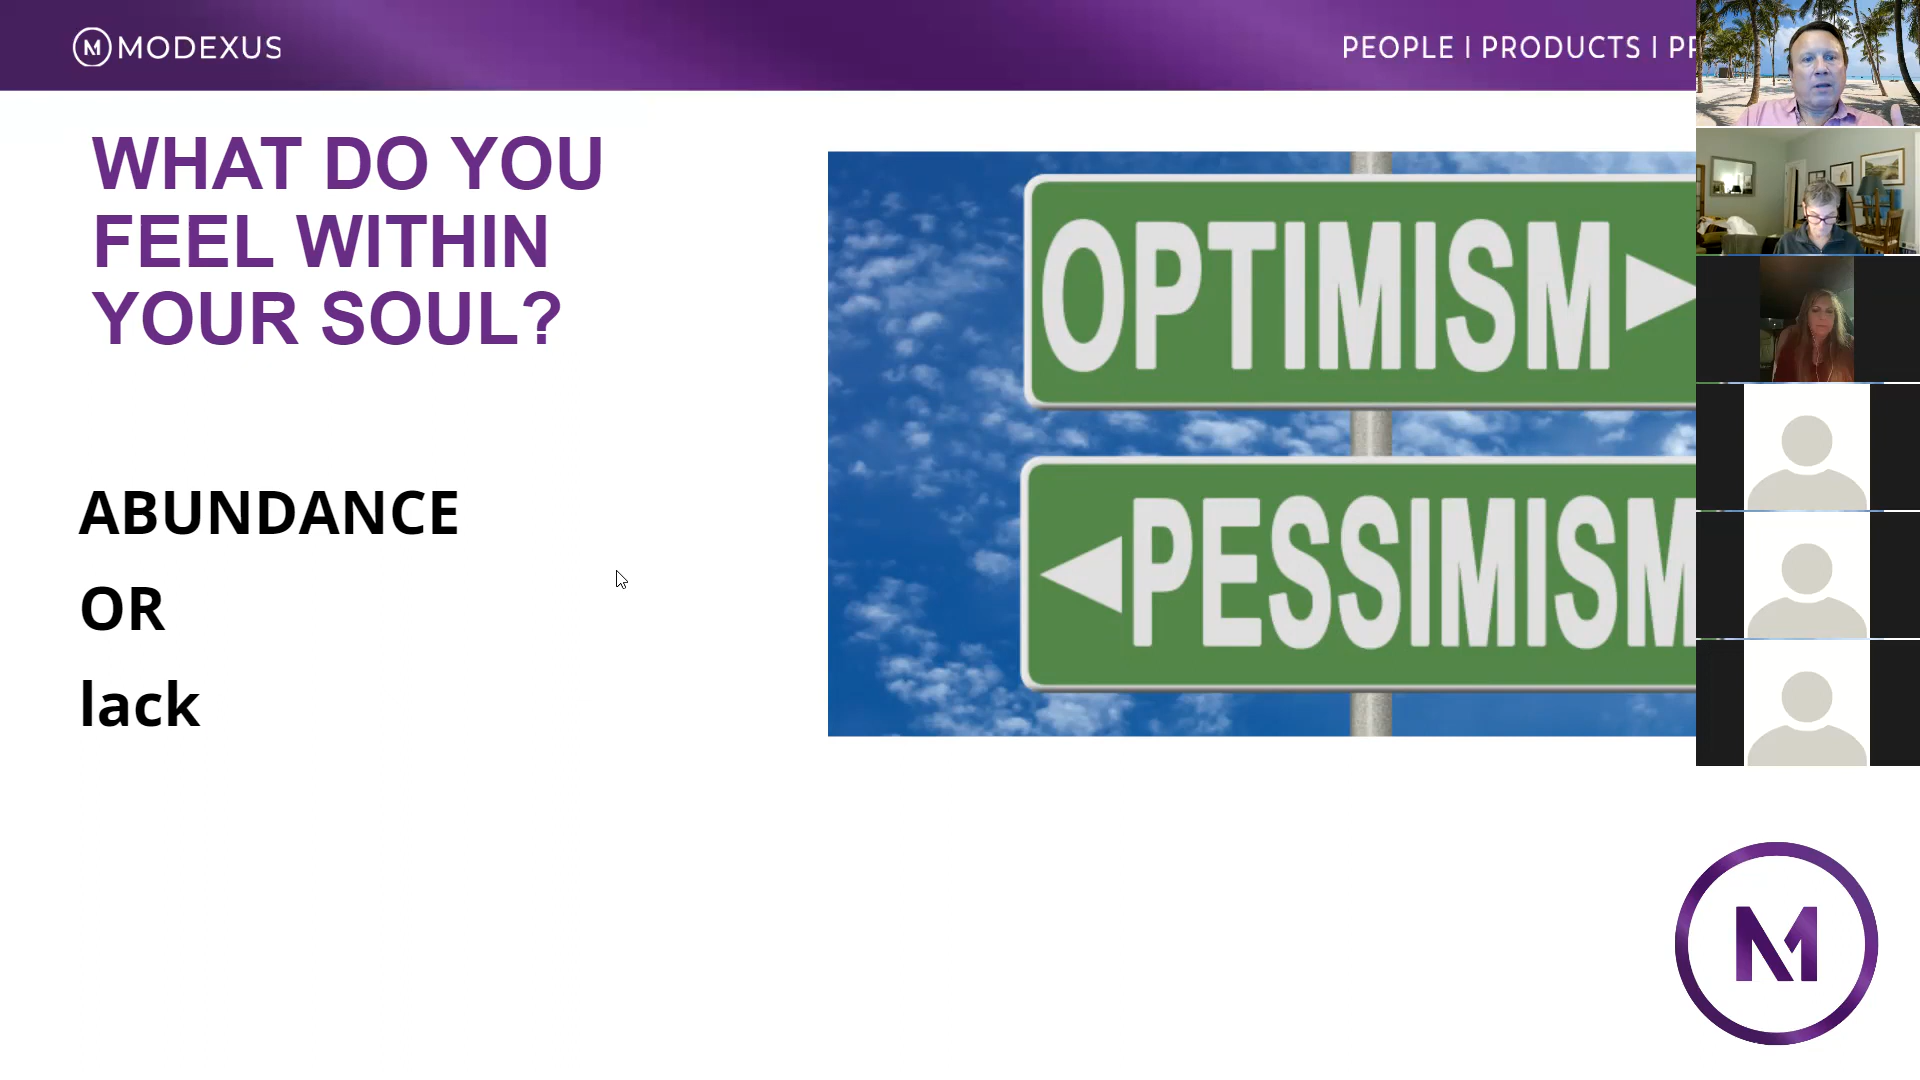 MODEXUS
PEOPLE | PRODUCTS |
WHAT DO YOU
FEEL WITHIN
YOUR SOUL?
ABUNDANCE
OR
lack
OPTIMISM
PESSIMISM
M